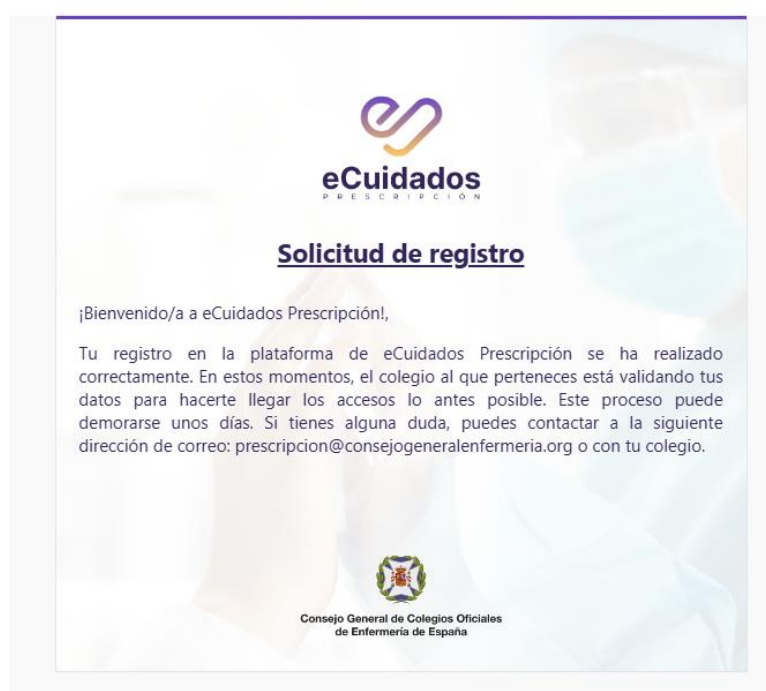 eCuidados
PRESCRIPCIÓN
Solicitud de registro
¡Bienvenido/a a eCuidados Prescripción!,
Tu registro en la plataforma de eCuidados Prescripción se ha realizado
correctamente. En estos momentos, el colegio al que perteneces está validando tus
datos para hacerte llegar los accesos lo antes posible. Este proceso puede
demorarse unos días. Si tienes alguna duda, puedes contactar a la siguiente
dirección de correo: prescripcion@consejogeneralenfermeria.org o con tu colegio.
Consejo General de Colegios Oficiales
de Enfermería de España